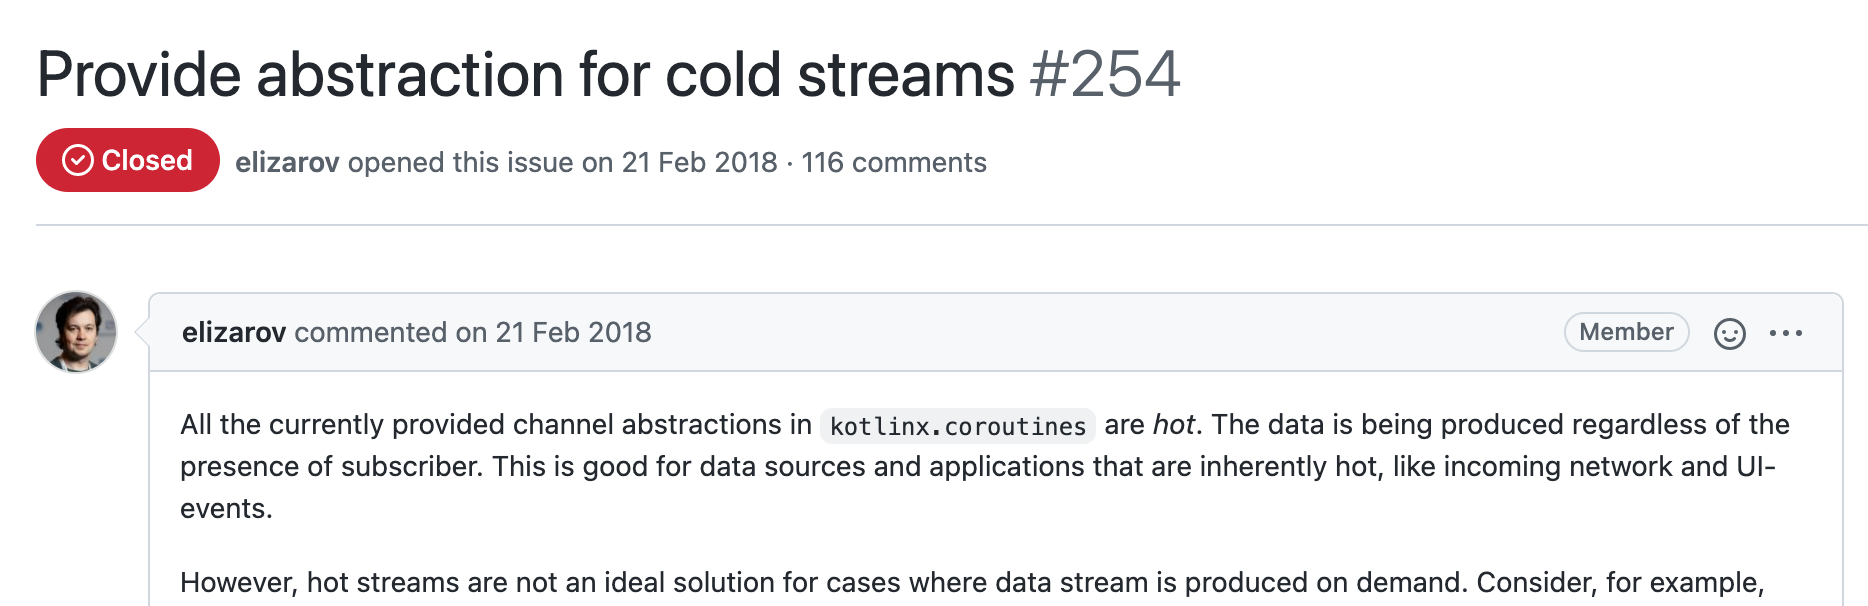 Provide abstraction for cold streams #254
Closed elizarov opened this issue on 21 Feb 2018 · 116 comments
elizarov commented on 21 Feb 2018 Member
All the currently provided channel abstractions in kotlinx.coroutines are hot. The data is being produced regardless of the
presence of subscriber. This is good for data sources and applications that are inherently hot, like incoming network and UI-
events.
However, hot streams are not an ideal solution for cases where data stream is produced on demand. Consider, for example,